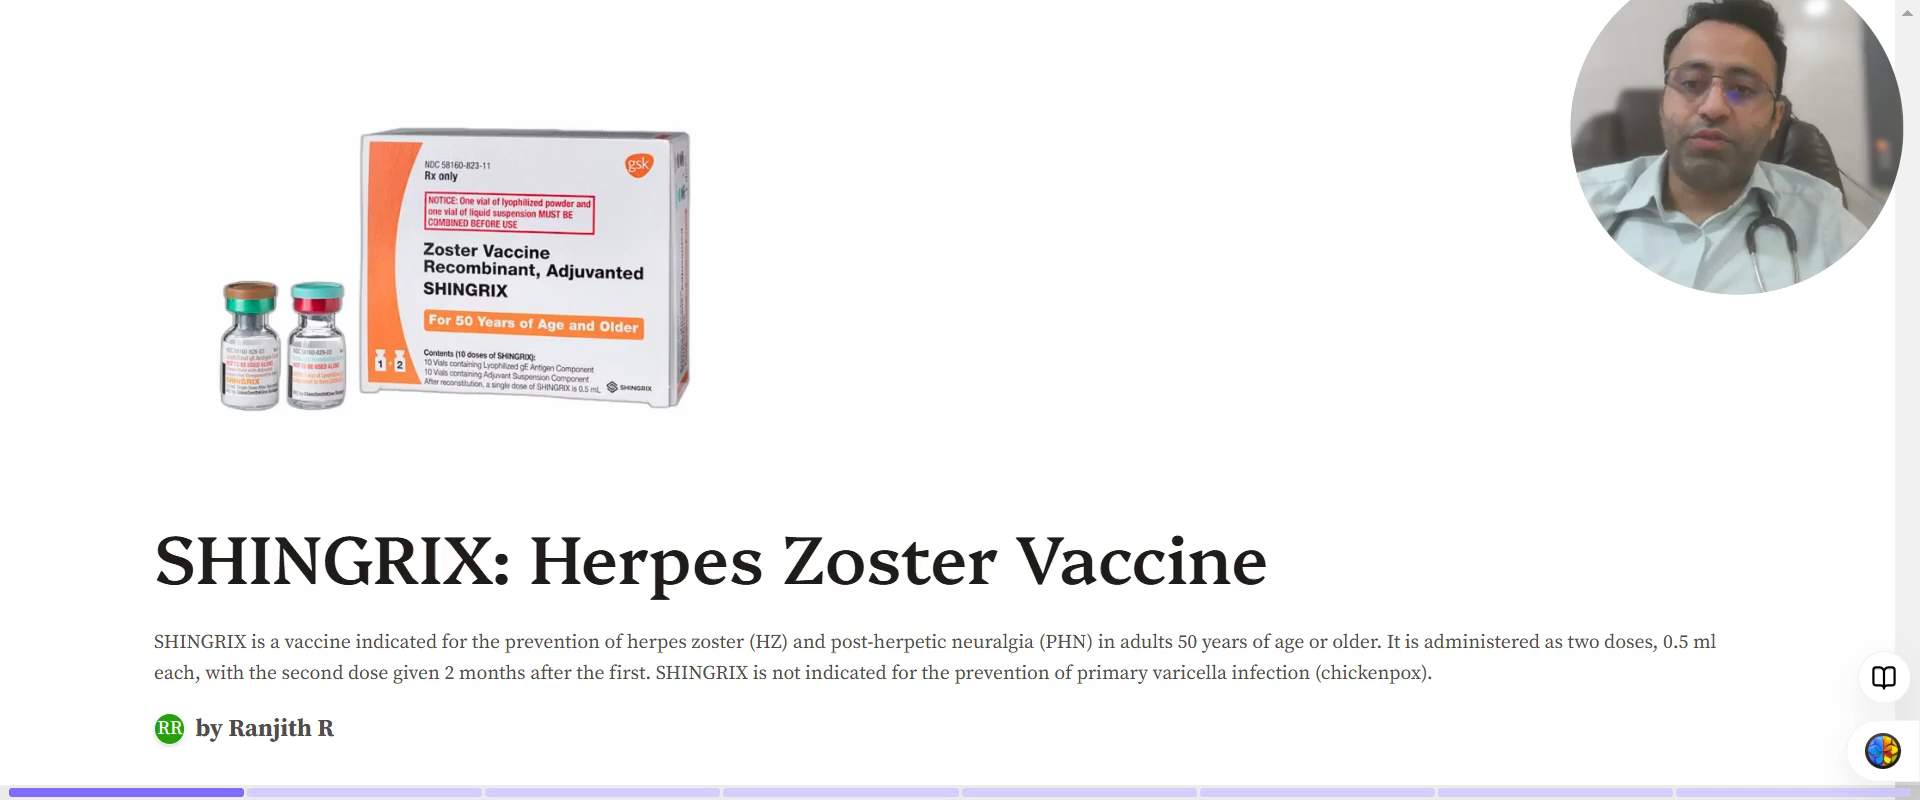 NDC 58160-823-11
Rx only
gsk
NOTICE: One vial of lyophilized powder and
one vial of liquid suspension MUST BE
COMBINED BEFORE USE
Zoster Vaccine
Recombinant, Adjuvanted
SHINGRIX
For 50 Years of Age and Older
1 2
Contents (10 doses of SHINGRIX):
10 Vials containing Lyophilized gE Antigen Component
10 Vials containing Adjuvant Suspension Component
After reconstitution, a single dose of SHINGRIX is 0.5 mL
SHINGRIX
SHINGRIX
SHINGRIX: Herpes Zoster Vaccine
SHINGRIX is a vaccine indicated for the prevention of herpes zoster (HZ) and post-herpetic neuralgia (PHN) in adults 50 years of age or older. It is administered as two doses, 0.5 ml
each, with the second dose given 2 months after the first. SHINGRIX is not indicated for the prevention of primary varicella infection (chickenpox).
RR by Ranjith R